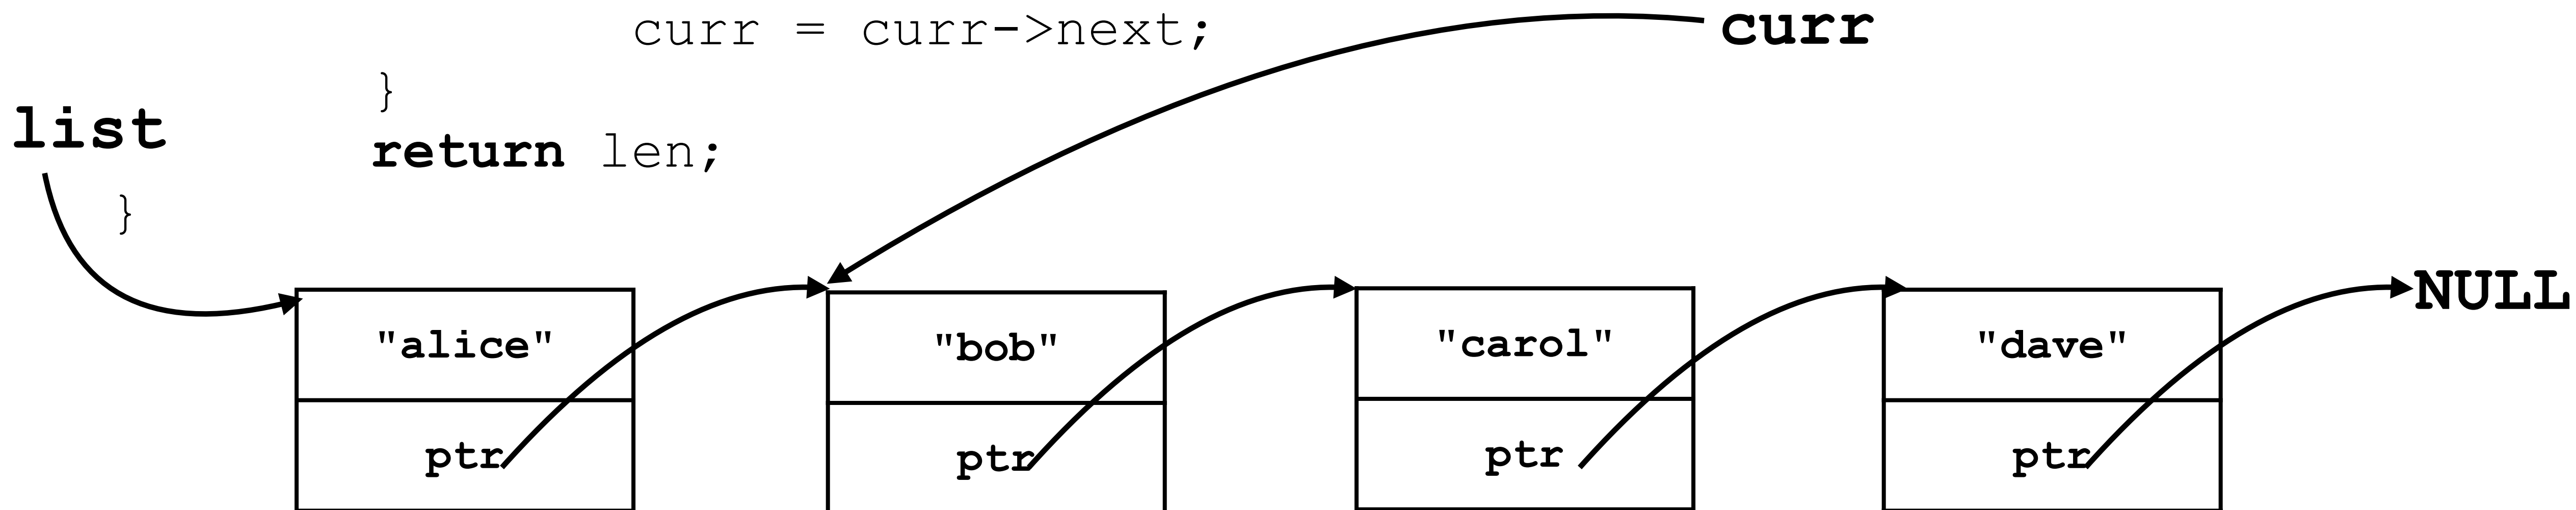 curr = curr->next;
curr
}
list
return len;
}
NULL
"alice" "bob" "carol" "dave"
ptr ptr ptr ptr